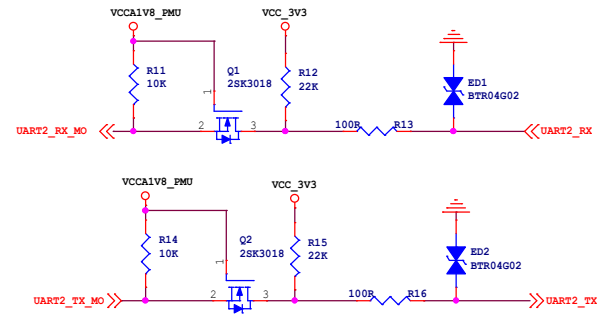 VCCA1V8_PMU VCC_3V3
R11 10K
Q1 2SK3018
R12 22K
ED1 BTR04G02
1
UART2_RX_MO 2 3 100R R13 UART2_RX
VCCA1V8_PMU VCC_3V3
R14 10K
Q2 2SK3018
R15 22K
ED2 BTR04G02
1
UART2_TX_MO 2 3 100R R16 UART2_TX